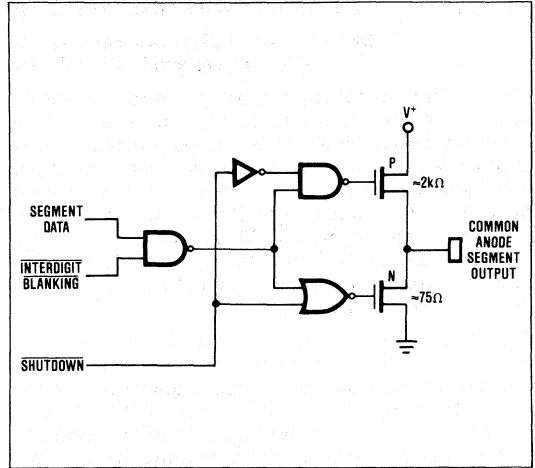 V+
P
≈2kΩ
SEGMENT
DATA
INTERDIGIT
BLANKING
COMMON
ANODE
SEGMENT
OUTPUT
N
≈75Ω
SHUTDOWN